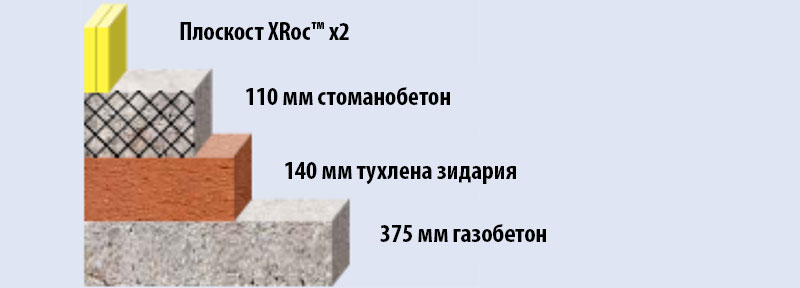 Плоскост XRoc™ x2
110 мм стоманобетон
140 мм тухлена зидария
375 мм газобетон